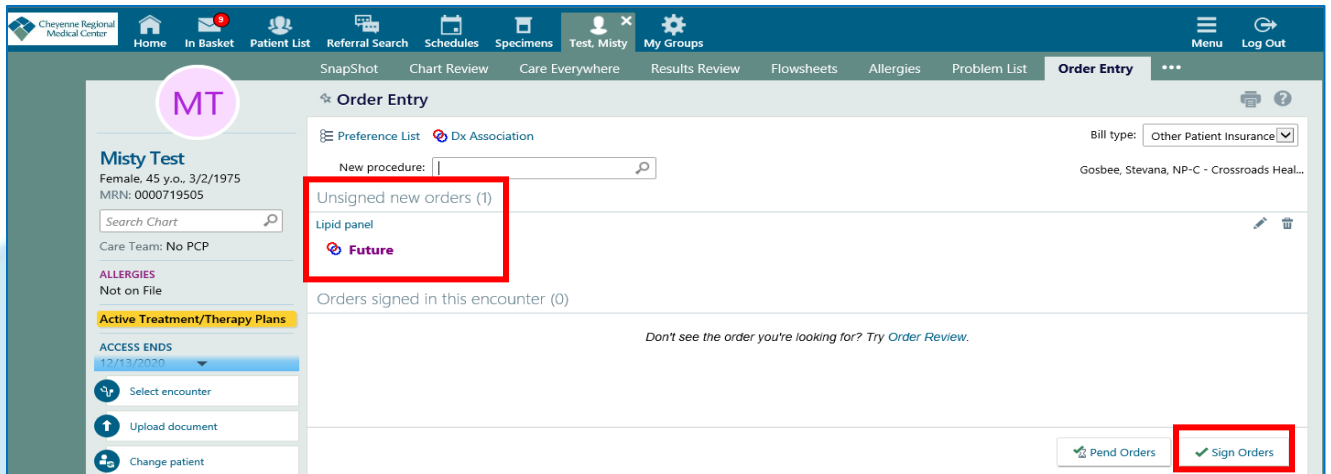 Cheyenne Regional
Medical Center
9
Home In Basket Patient List Referral Search Schedules Specimens Test, Misty My Groups Menu Log Out
SnapShot Chart Review Care Everywhere Results Review Flowsheets Allergies Problem List Order Entry
MT
Misty Test
Female, 45 y.o., 3/2/1975
MRN: 0000719505
Search Chart
Care Team: No PCP
ALLERGIES
Not on File
Active Treatment/Therapy Plans
ACCESS ENDS
12/13/2020
Select encounter
Upload document
Change patient
Order Entry
Preference List Dx Association
Bill type: Other Patient Insurance
New procedure:
Gosbee, Stevana, NP-C - Crossroads Heal...
Unsigned new orders (1)
Lipid panel
Future
Orders signed in this encounter (0)
Don't see the order you're looking for? Try Order Review.
Pend Orders Sign Orders